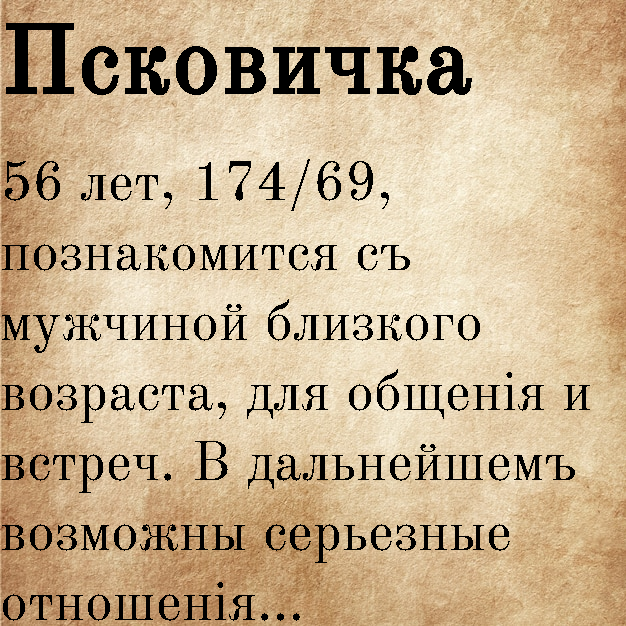 Псковичка
56 лет, 174/69,
познакомится съ
мужчиной близкого
возраста, для общенія и
встреч. В дальнейшемъ
возможны серьезные
отношенія...